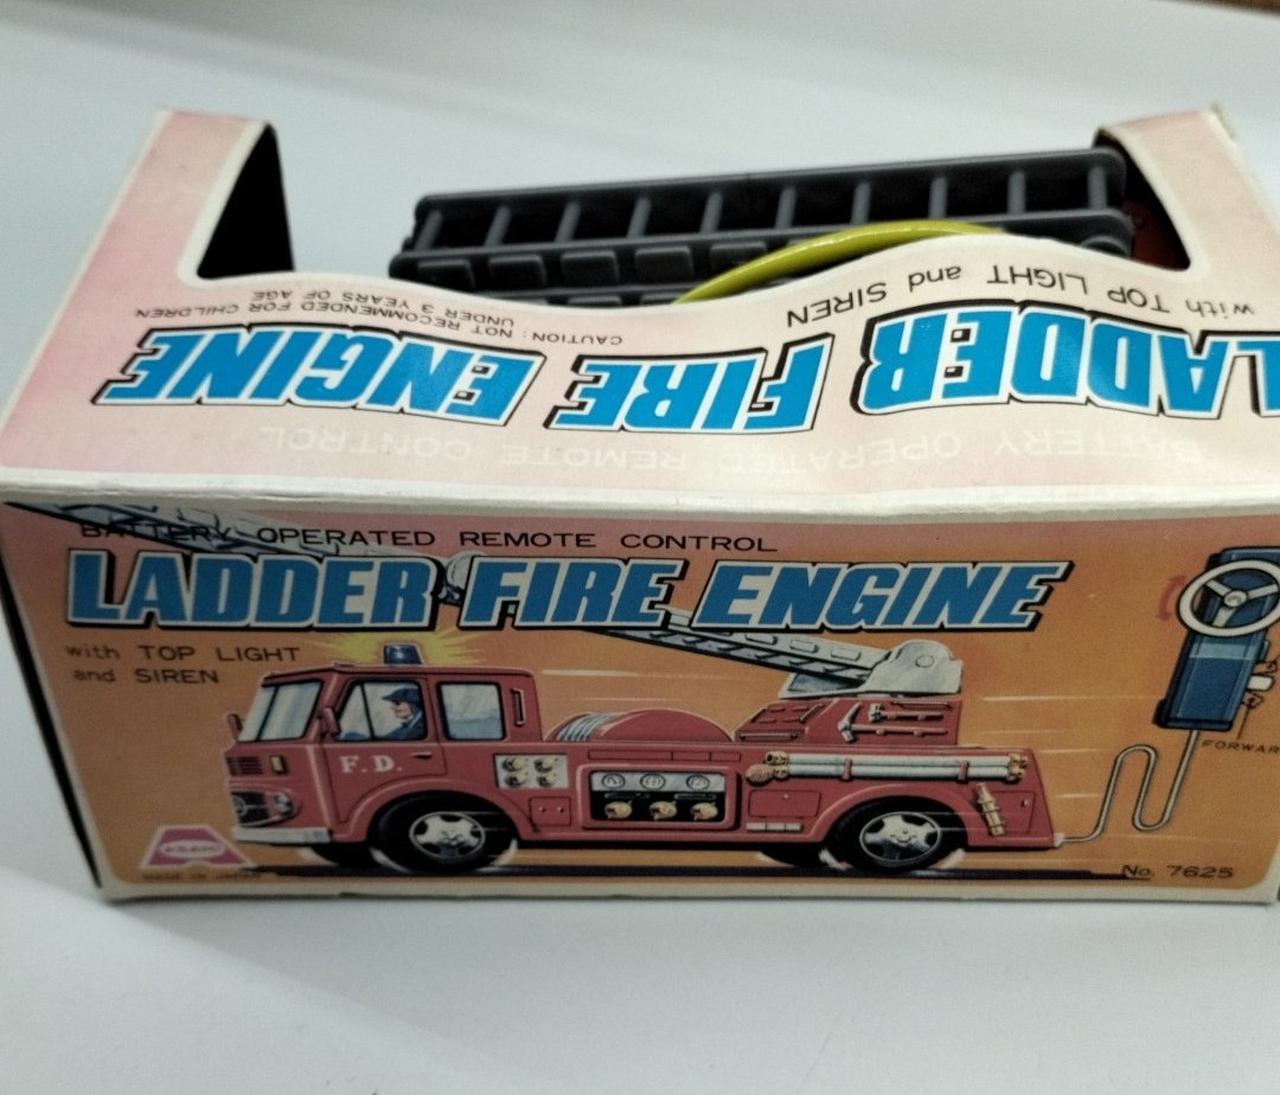 with TOP LIGHT and SIREN
CAUTION: NOT RECOMMENDED FOR CHILDREN
UNDER 3 YEARS OF AGE
LADDER FIRE ENGINE
BATTERY OPERATED REMOTE CONTROL
BATTERY OPERATED REMOTE CONTROL
LADDER FIRE ENGINE
with TOP LIGHT
and SIREN
F.D.
FORWAR
No. 7625